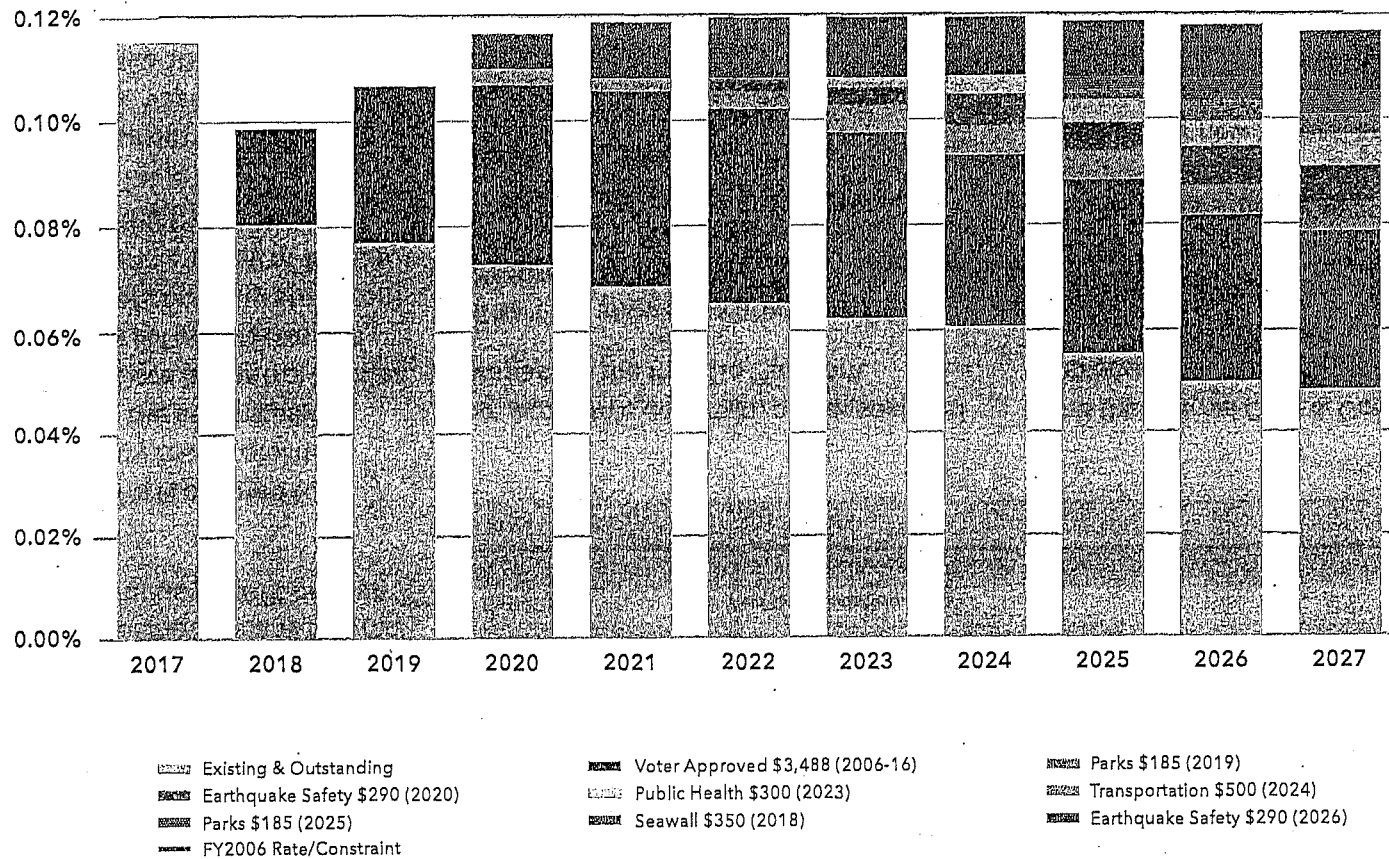 0.12%
0.10%
0.08%
0.06%
0.04%
0.02%
0.00%
2017 2018 2019 2020 2021 2022 2023 2024 2025 2026 2027
Existing & Outstanding
Earthquake Safety $290 (2020)
Parks $185 (2025)
FY2006 Rate/Constraint
Voter Approved $3,488 (2006-16)
Public Health $300 (2023)
Seawall $350 (2018)
Parks $185 (2019)
Transportation $500 (2024)
Earthquake Safety $290 (2026)